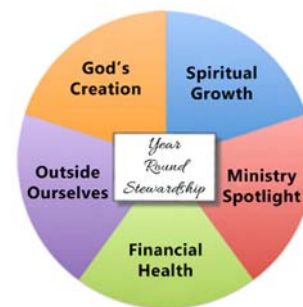 God's
Creation
Spiritual
Growth
Outside
Ourselves
Year
Round
Stewardship
Ministry
Spotlight
Financial
Health